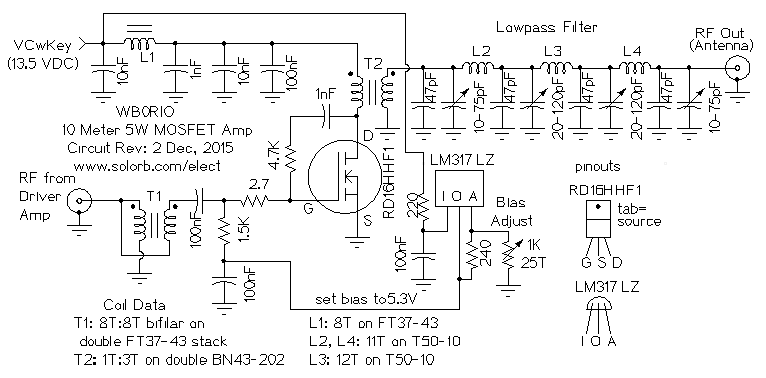 Lowpass Filter
RF Out
(Antenna)
VCwKey
(13.5 VDC)
L1
10nF
1nF
10nF
100nF
T2
L2
L3
L4
47pF
10-75pF
47pF
20-120pF
47pF
20-120pF
47pF
10-75pF
WB0RIO
10 Meter 5W MOSFET Amp
Circuit Rev: 2 Dec, 2015
www.solorb.com/elect
1nF
4.7K
D
G
S
RD16HHF1
RF from
Driver
Amp
T1
100nF
2.7
1.5K
100nF
LM317 LZ
I O A
220
100nF
240
Bias
Adjust
1K
25T
set bias to5.3V
pinouts
RD16HHF1
tab=
source
G S D
LM317 LZ
I O A
Coil Data
T1: 8T:8T bifilar on
double FT37-43 stack
T2: 1T:3T on double BN43-202
L1: 8T on FT37-43
L2, L4: 11T on T50-10
L3: 12T on T50-10